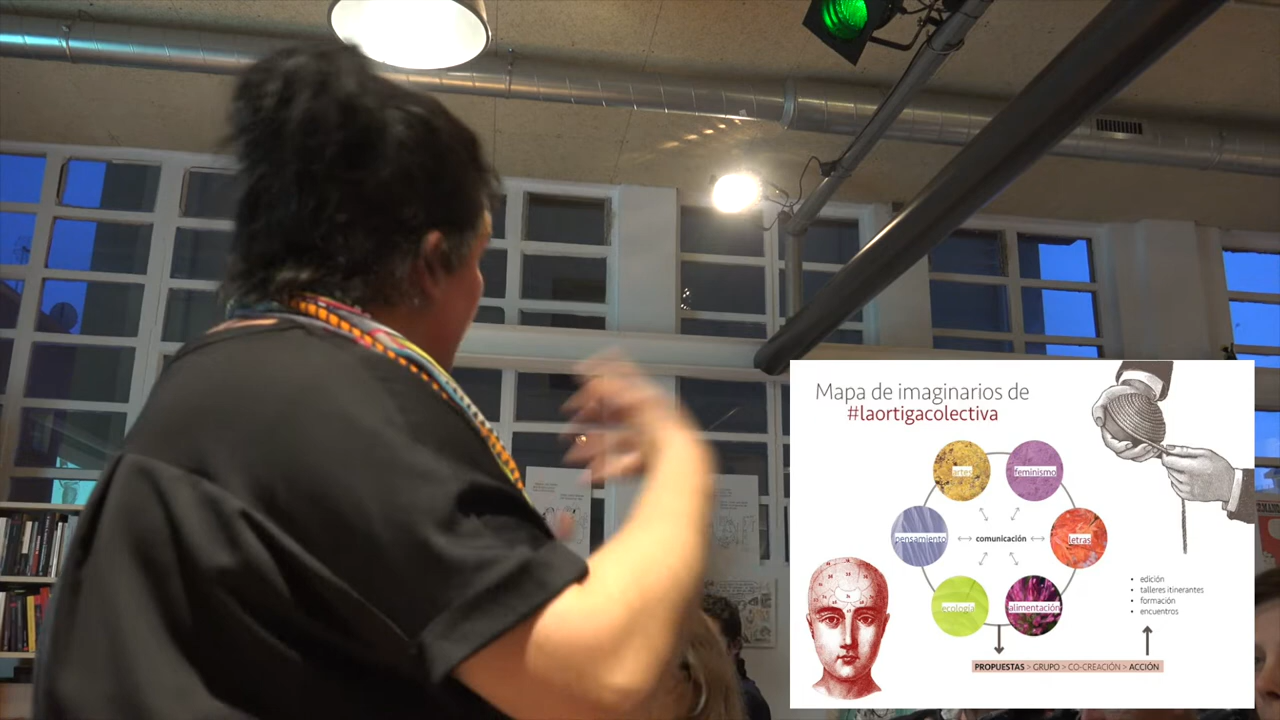 Mapa de imaginarios de
#laortigacolectiva
artes
feminismo
pensamiento
comunicación
letras
ecología
alimentación
• edición
• talleres itinerantes
• formación
• encuentros
PROPUESTAS > GRUPO > CO-CREACIÓN > ACCIÓN